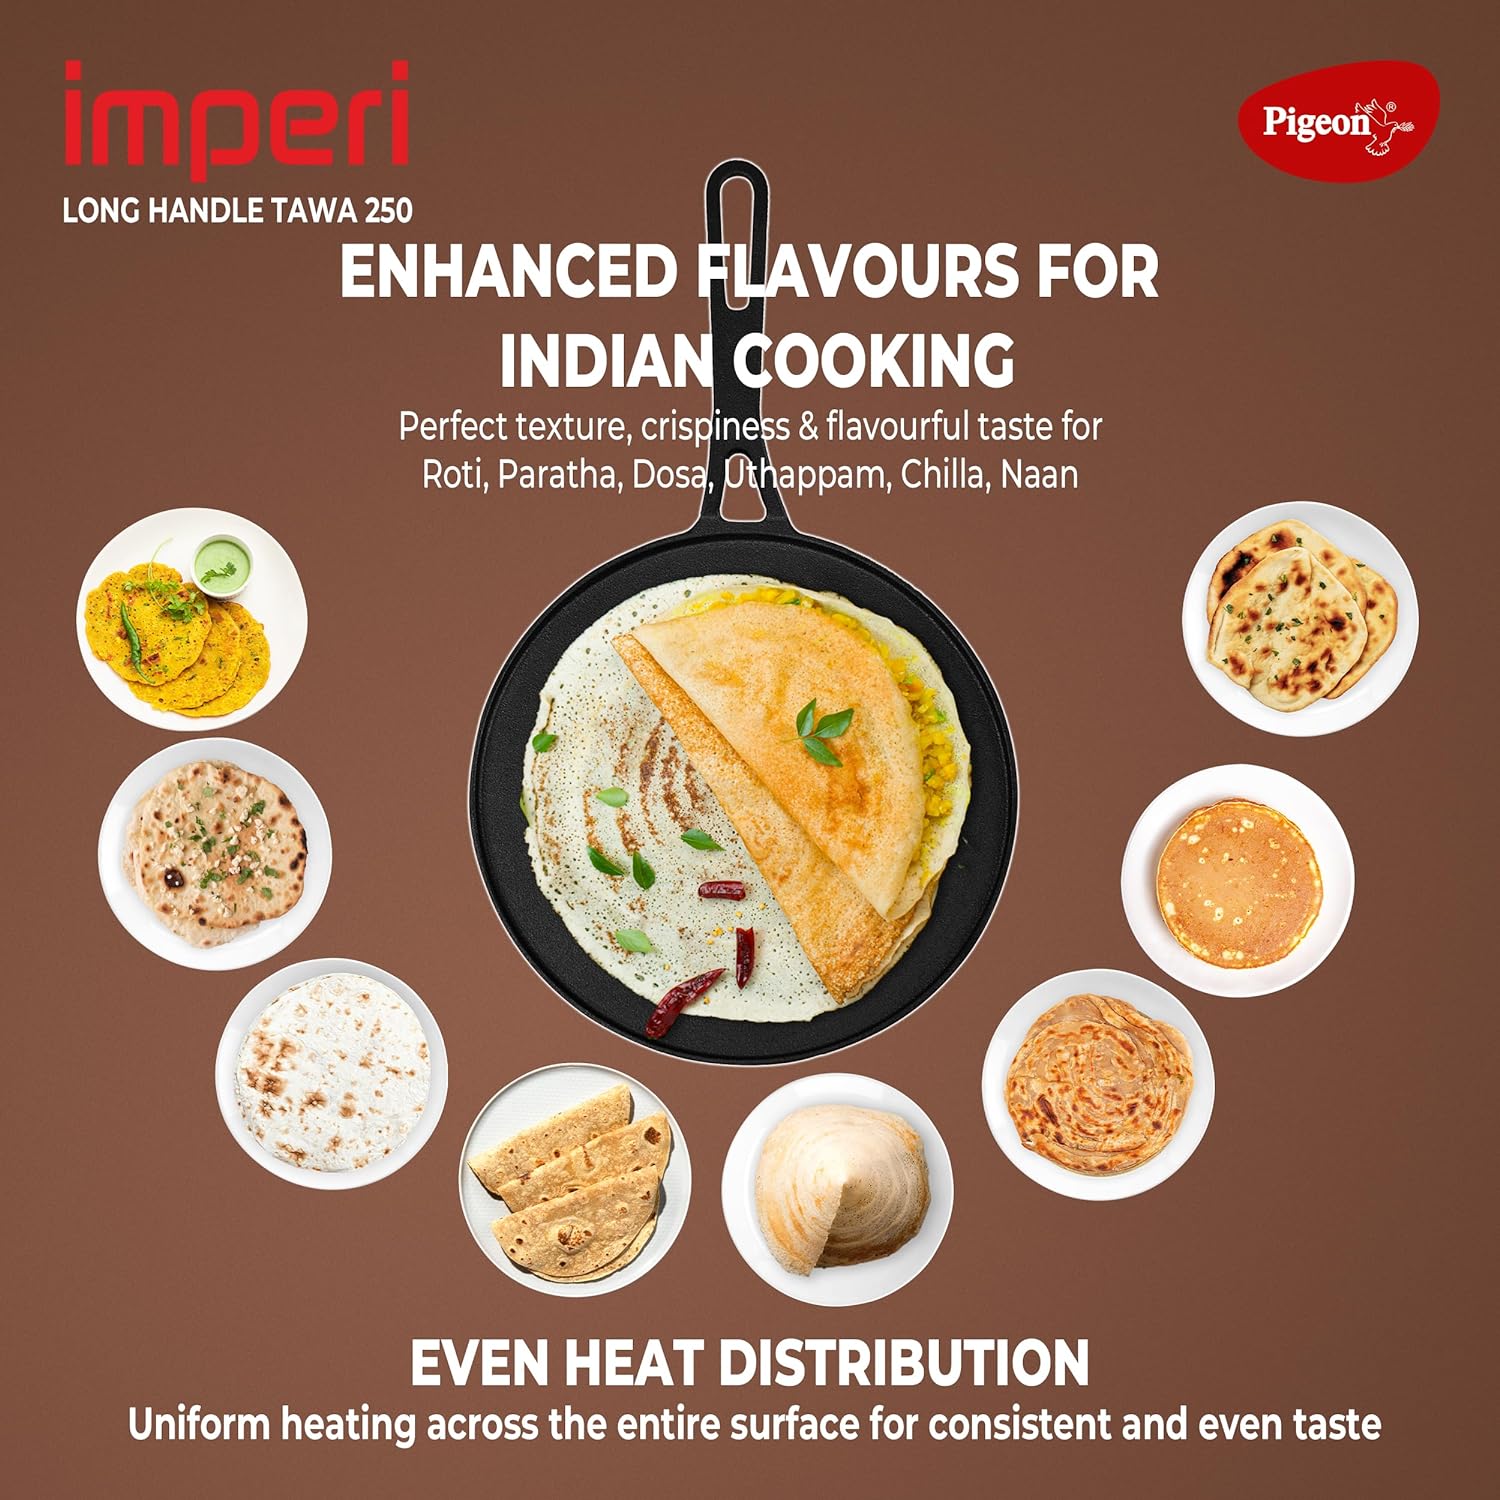 imperi
LONG HANDLE TAWA 250
Pigeon®
ENHANCED FLAVOURS FOR
INDIAN COOKING
Perfect texture, crispiness & flavourful taste for
Roti, Paratha, Dosa, Uthappam, Chilla, Naan
EVEN HEAT DISTRIBUTION
Uniform heating across the entire surface for consistent and even taste